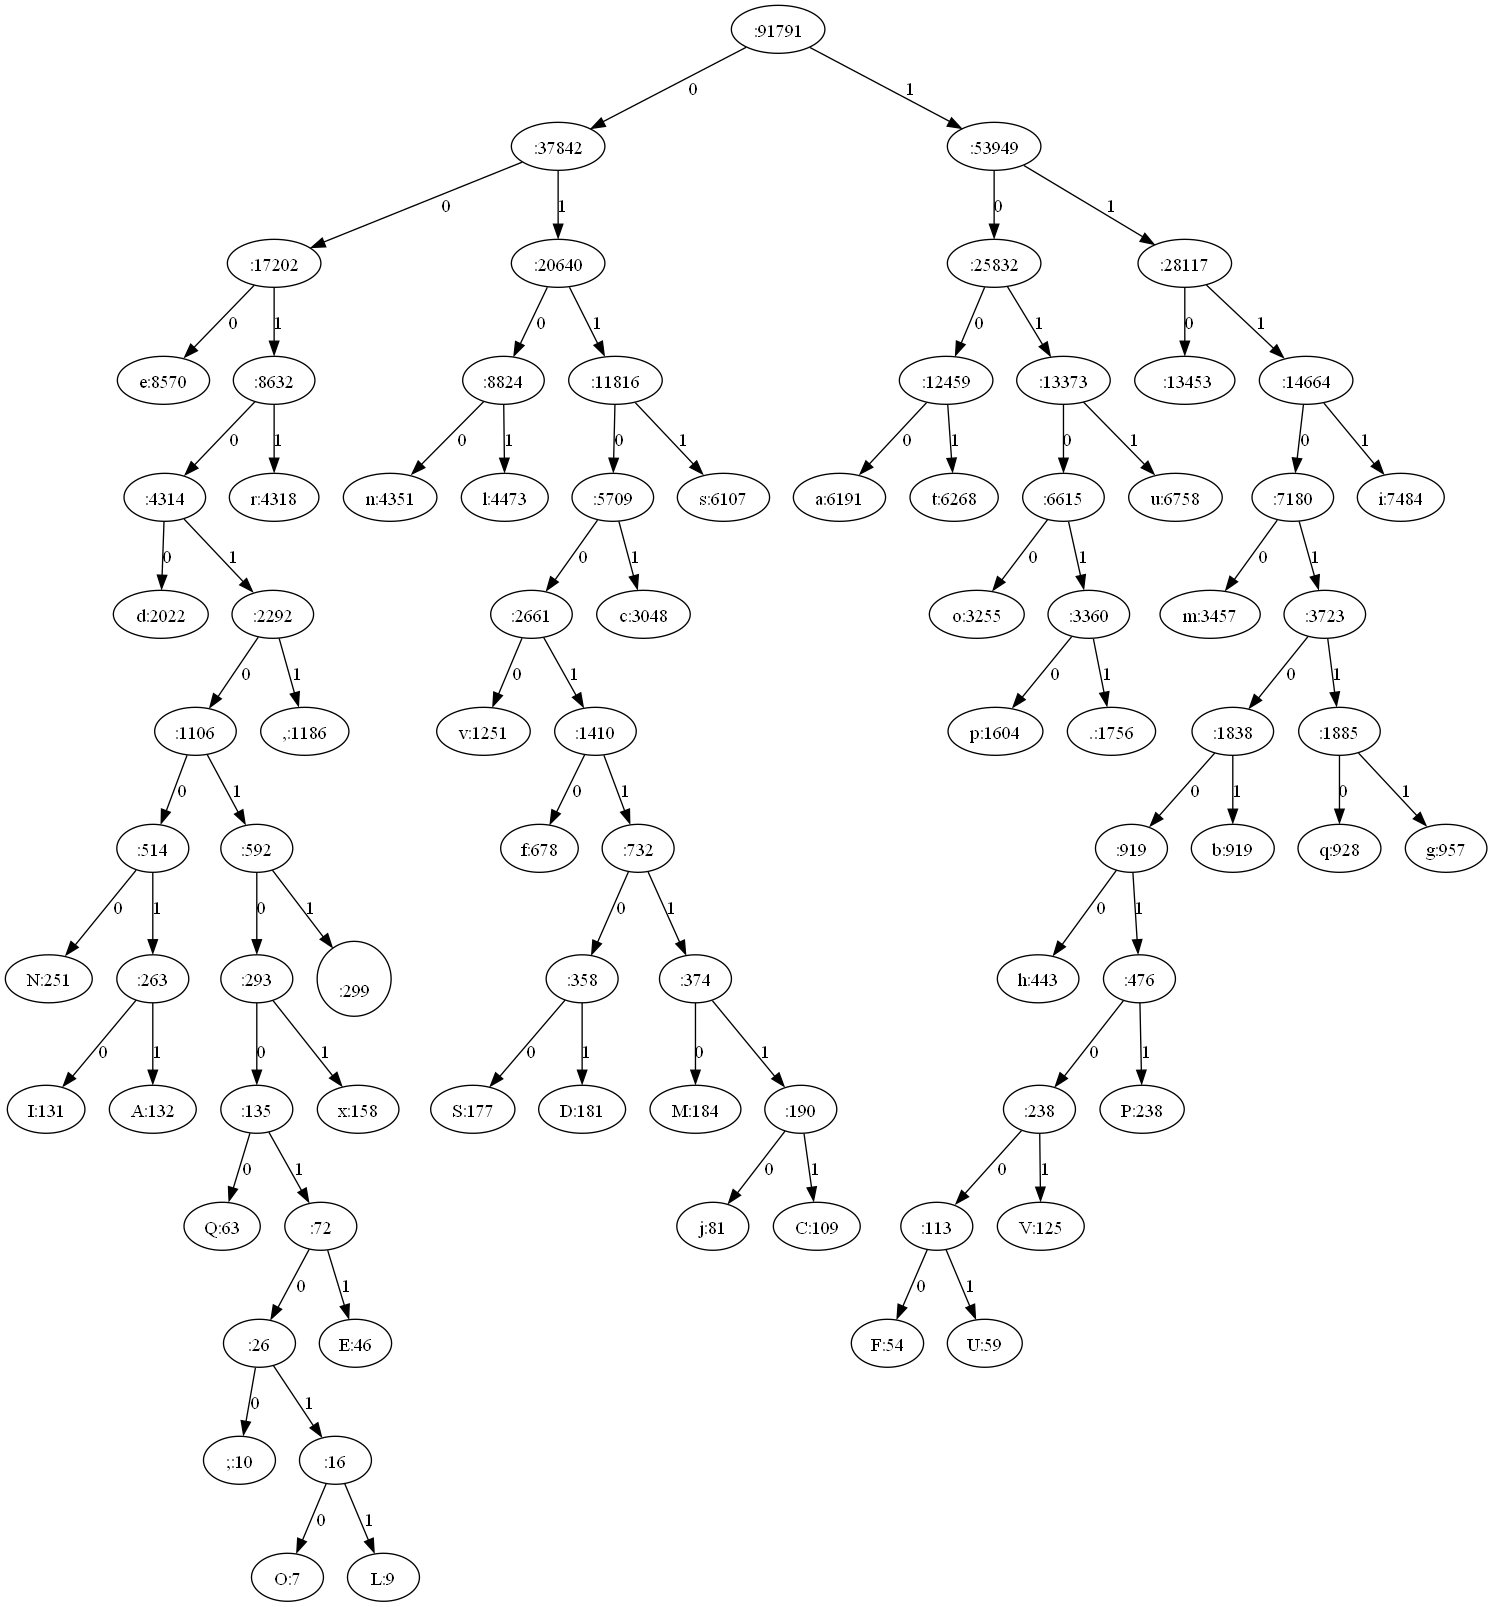 :91791
0 1
:37842 :53949
0 1 0 1
:17202 :20640 :25832 :28117
0 1 0 1 0 1 0 1
e:8570 :8632 :8824 :11816 :12459 :13373 :13453 :14664
0 1 0 1 0 1 0 1 0 1 0 1
:4314 r:4318 n:4351 l:4473 :5709 s:6107 a:6191 t:6268 :6615 u:6758 :7180 i:7484
0 1 0 1 0 1 0 1
d:2022 :2292 :2661 c:3048 o:3255 :3360 m:3457 :3723
0 1 0 1 0 1 0 1
:1106 ,:1186 v:1251 :1410 p:1604 .:1756 :1838 :1885
0 1 0 1 0 1 0 1
:514 :592 f:678 :732 :919 b:919 q:928 g:957
0 1 0 1 0 1 0 1
N:251 :263 :293 :299 :358 :374 h:443 :476
0 1 0 1 0 1 0 1 0 1
I:131 A:132 :135 x:158 S:177 D:181 M:184 :190 :238 P:238
0 1 0 1 0 1
Q:63 :72 j:81 C:109 :113 V:125
0 1 0 1
:26 E:46 F:54 U:59
0 1
;:10 :16
0 1
O:7 L:9